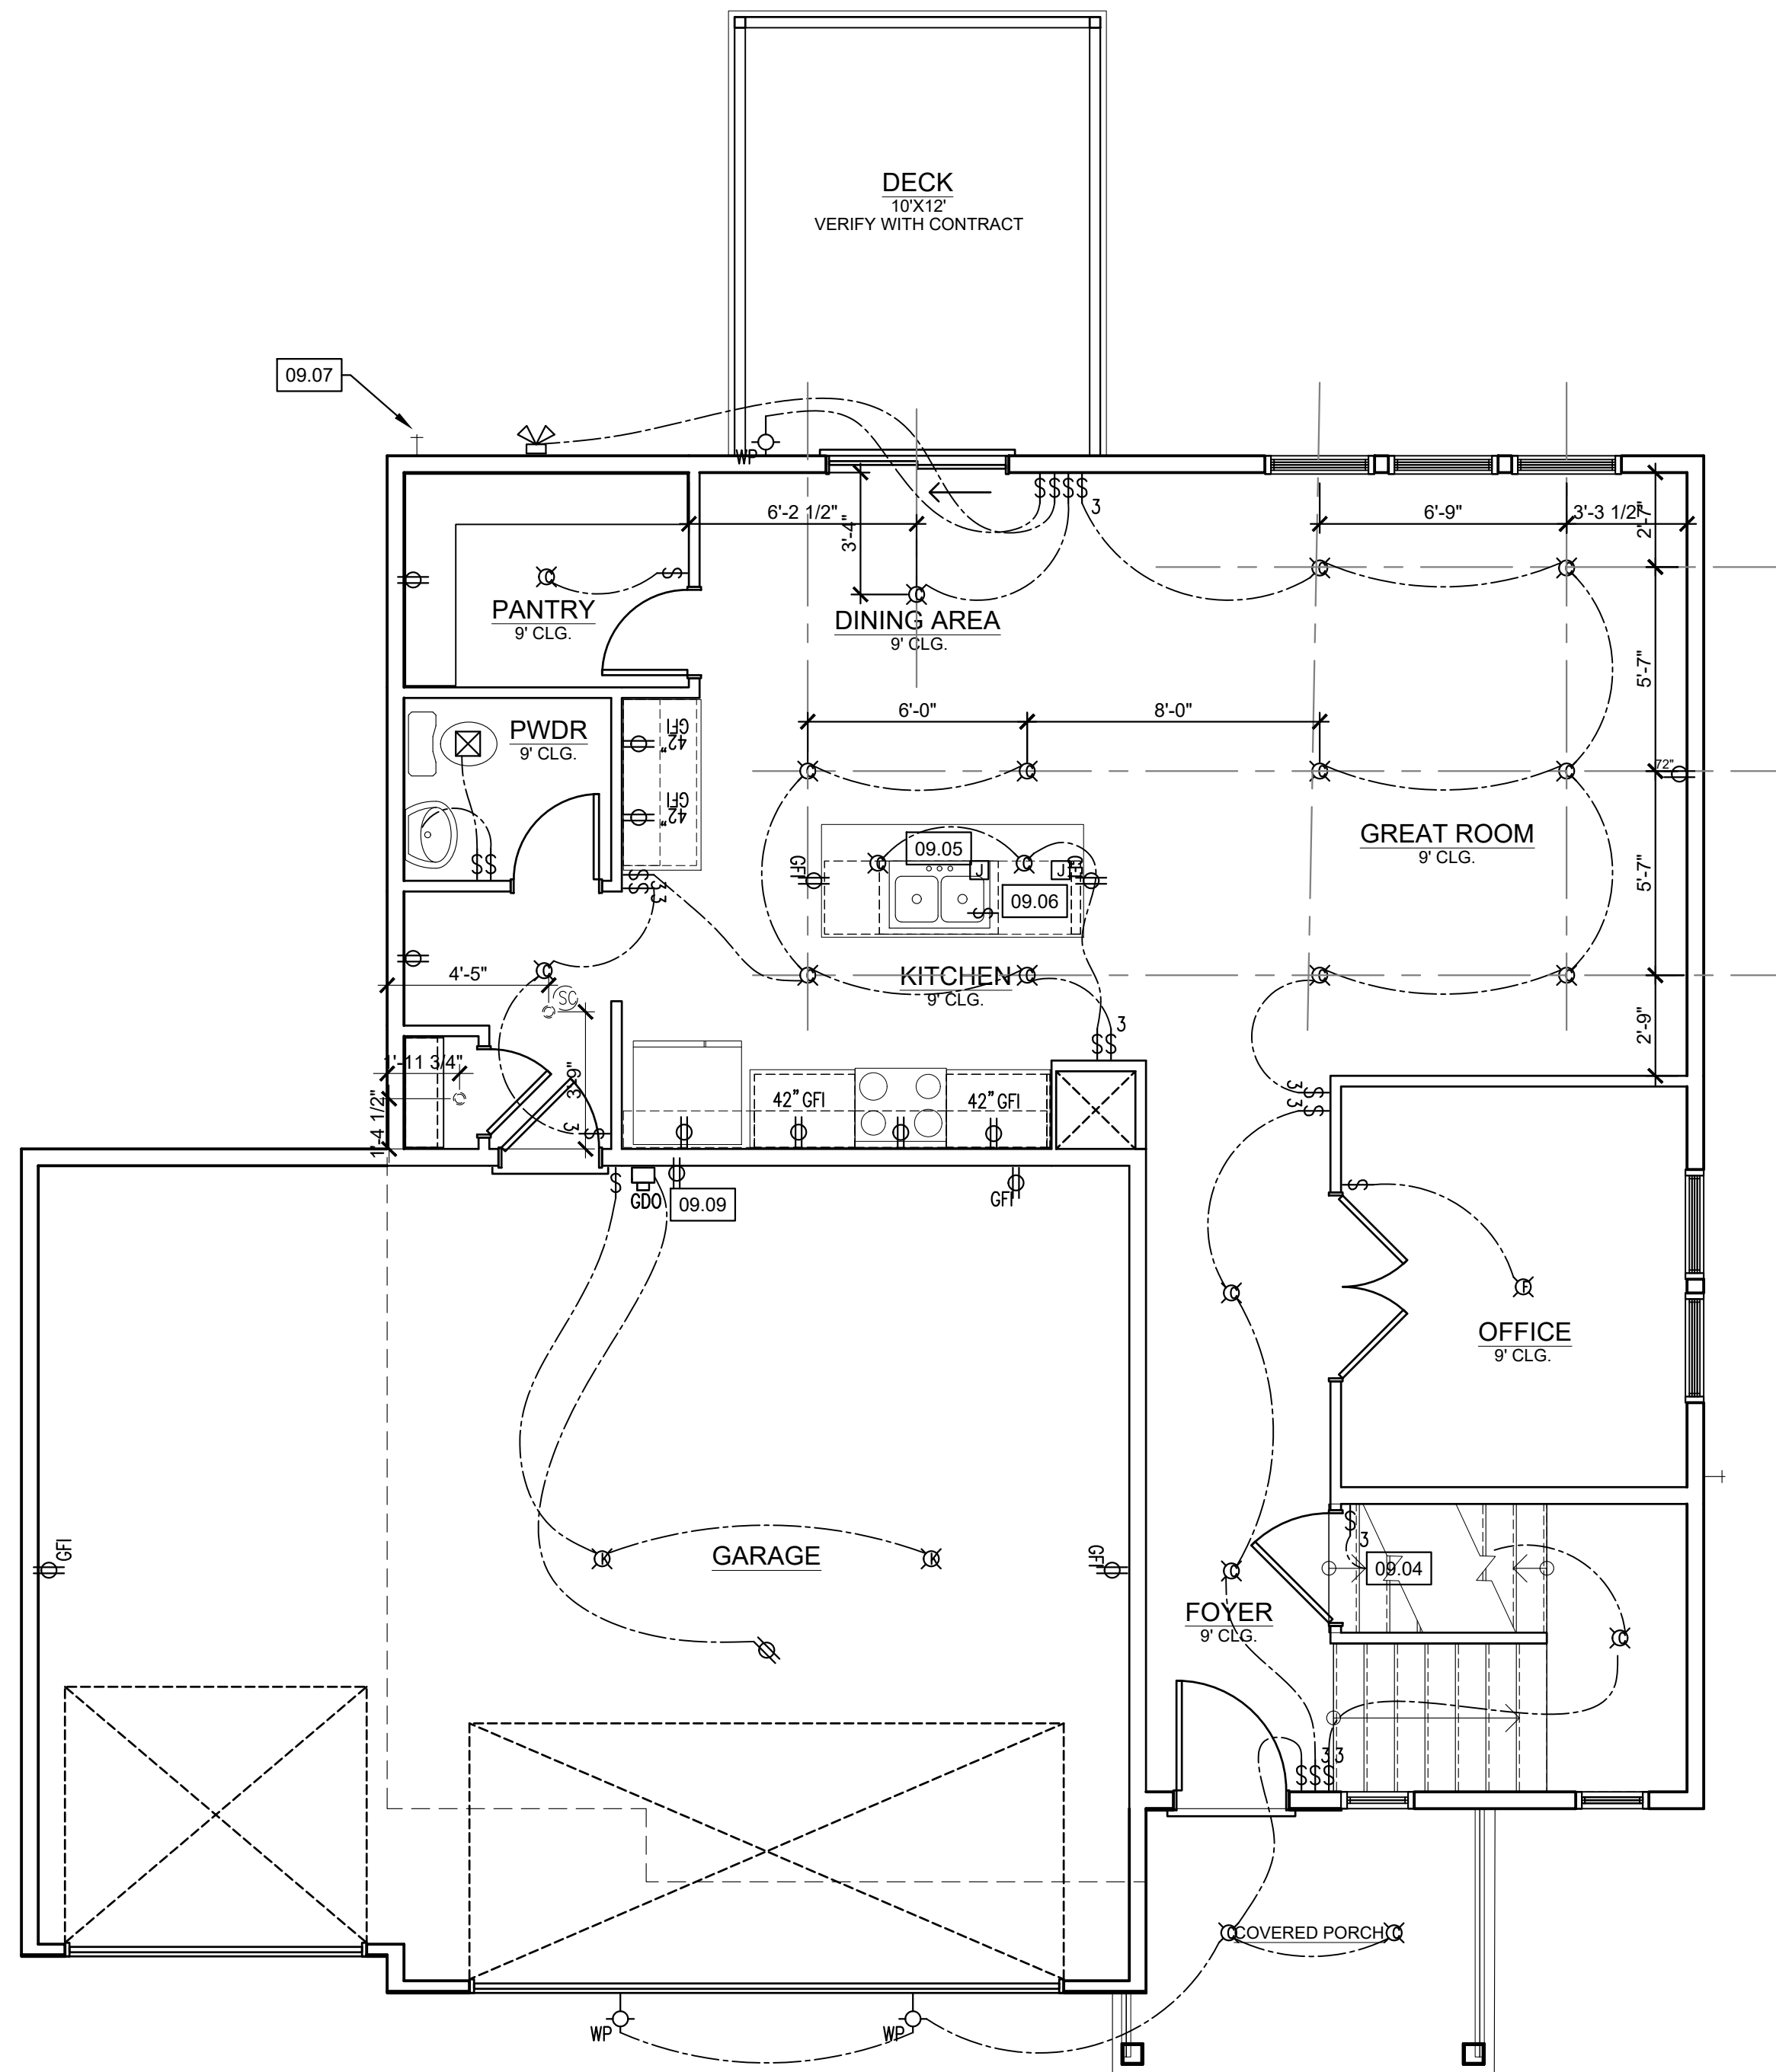 DECK
10'X12'
VERIFY WITH CONTRACT
09.07
WP
$$$$
3
6'-2 1/2"
3'-4"
6'-9"
3'-3 1/2"
2'-7"
C
$
C
C
C
PANTRY
9' CLG.
DINING AREA
9' CLG.
5'-7"
6'-0"
8'-0"
PWDR
9' CLG.
GFI
42"
C
C
C
C
72"
GFI
42"
GREAT ROOM
9' CLG.
09.05
C
C
GFI
J
J
GFI
09.06
$
$$
$$
33
5'-7"
4'-5"
C
SC
KITCHEN
9' CLG.
C
C
C
C
3
$$
2'-9"
1'-11 3/4"
3'-9"
1'-4 1/2"
3
$
42" GFI
42" GFI
3 $
3 $
$
GDO
09.09
GFI
$
C
F
OFFICE
9' CLG.
GFI
K
GARAGE
K
GFI
C
$
3
09.04
FOYER
9' CLG.
C
33
$$$
C
COVERED PORCH
C
WP
WP